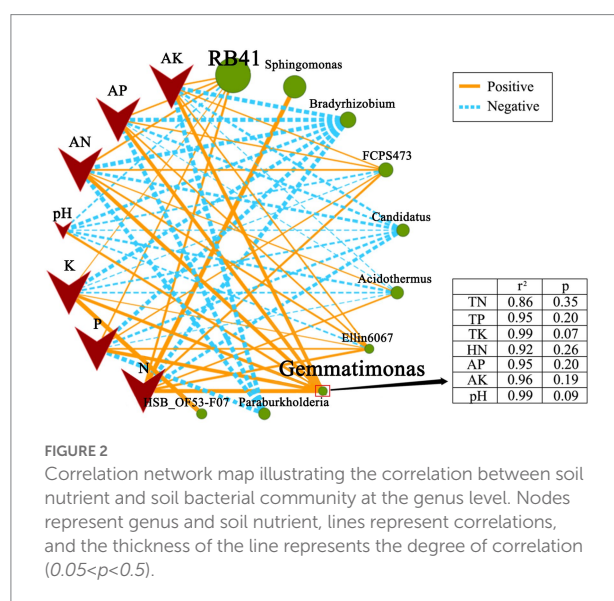 AK
RB41
Sphingomonas
AP
Bradyrhizobium
Positive
Negative
AN
FCPS473
pH
Candidatus
K
Acidothermus
P
Ellin6067
N
Gemmatimonas
HSB_OF53-F07
Paraburkholderia
r² p
TN 0.86 0.35
TP 0.95 0.20
TK 0.99 0.07
HN 0.92 0.26
AP 0.95 0.20
AK 0.96 0.19
pH 0.99 0.09
FIGURE 2
Correlation network map illustrating the correlation between soil
nutrient and soil bacterial community at the genus level. Nodes
represent genus and soil nutrient, lines represent correlations,
and the thickness of the line represents the degree of correlation
(0.05<p<0.5).